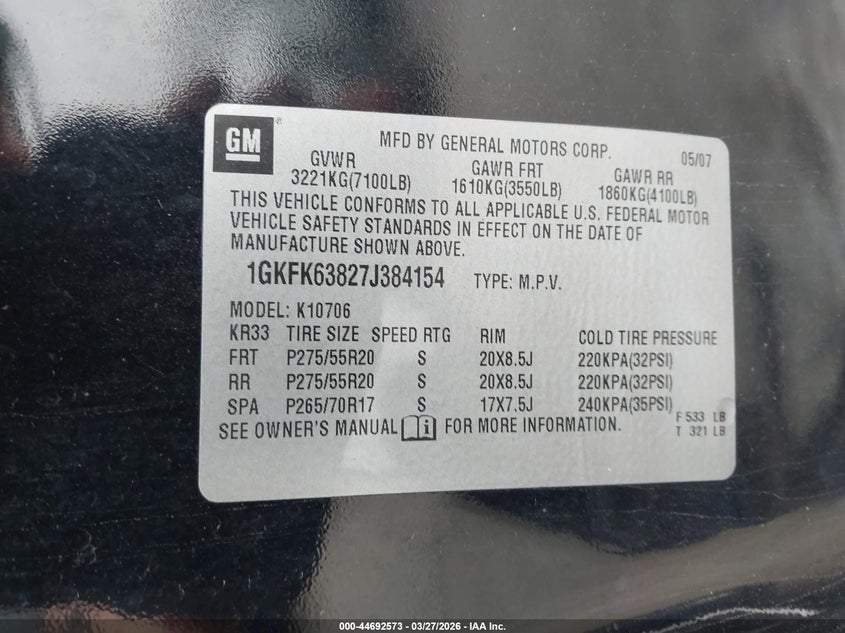 GM
MFD BY GENERAL MOTORS CORP. 05/07
GVWR GAWR FRT GAWR RR
3221KG(7100LB) 1610KG(3550LB) 1860KG(4100LB)
THIS VEHICLE CONFORMS TO ALL APPLICABLE U.S. FEDERAL MOTOR
VEHICLE SAFETY STANDARDS IN EFFECT ON THE DATE OF
MANUFACTURE SHOWN ABOVE.
1GKFK63827J384154 TYPE: M.P.V.
MODEL: K10706
KR33 TIRE SIZE SPEED RTG RIM COLD TIRE PRESSURE
FRT P275/55R20 S 20X8.5J 220KPA(32PSI)
RR P275/55R20 S 20X8.5J 220KPA(32PSI)
SPA P265/70R17 S 17X7.5J 240KPA(35PSI)
SEE OWNER'S MANUAL i FOR MORE INFORMATION.
F 533 LB
T 321 LB
000-44692573 — 03/27/2026 — IAA Inc.